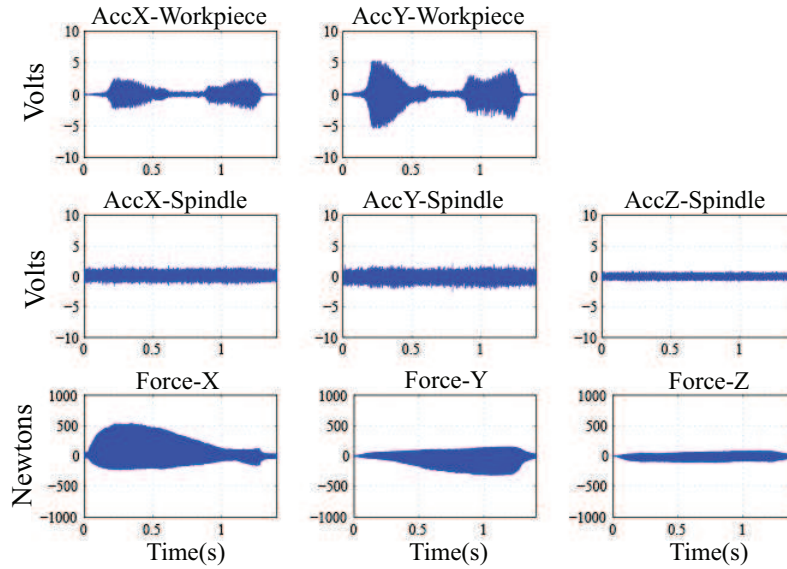 AccX-Workpiece AccY-Workpiece
Volts
10 10
5 5
0 0
−5 −5
−10 −10
0 0.5 1 0 0.5 1
AccX-Spindle AccY-Spindle AccZ-Spindle
Volts
10 10 10
5 5 5
0 0 0
−5 −5 −5
−10 −10 −10
0 0.5 1 0 0.5 1 0 0.5 1
Force-X Force-Y Force-Z
Newtons
1000 1000 1000
500 500 500
0 0 0
−500 −500 −500
−1000 −1000 −1000
0 0.5 1 0 0.5 1 0 0.5 1
Time(s) Time(s) Time(s)